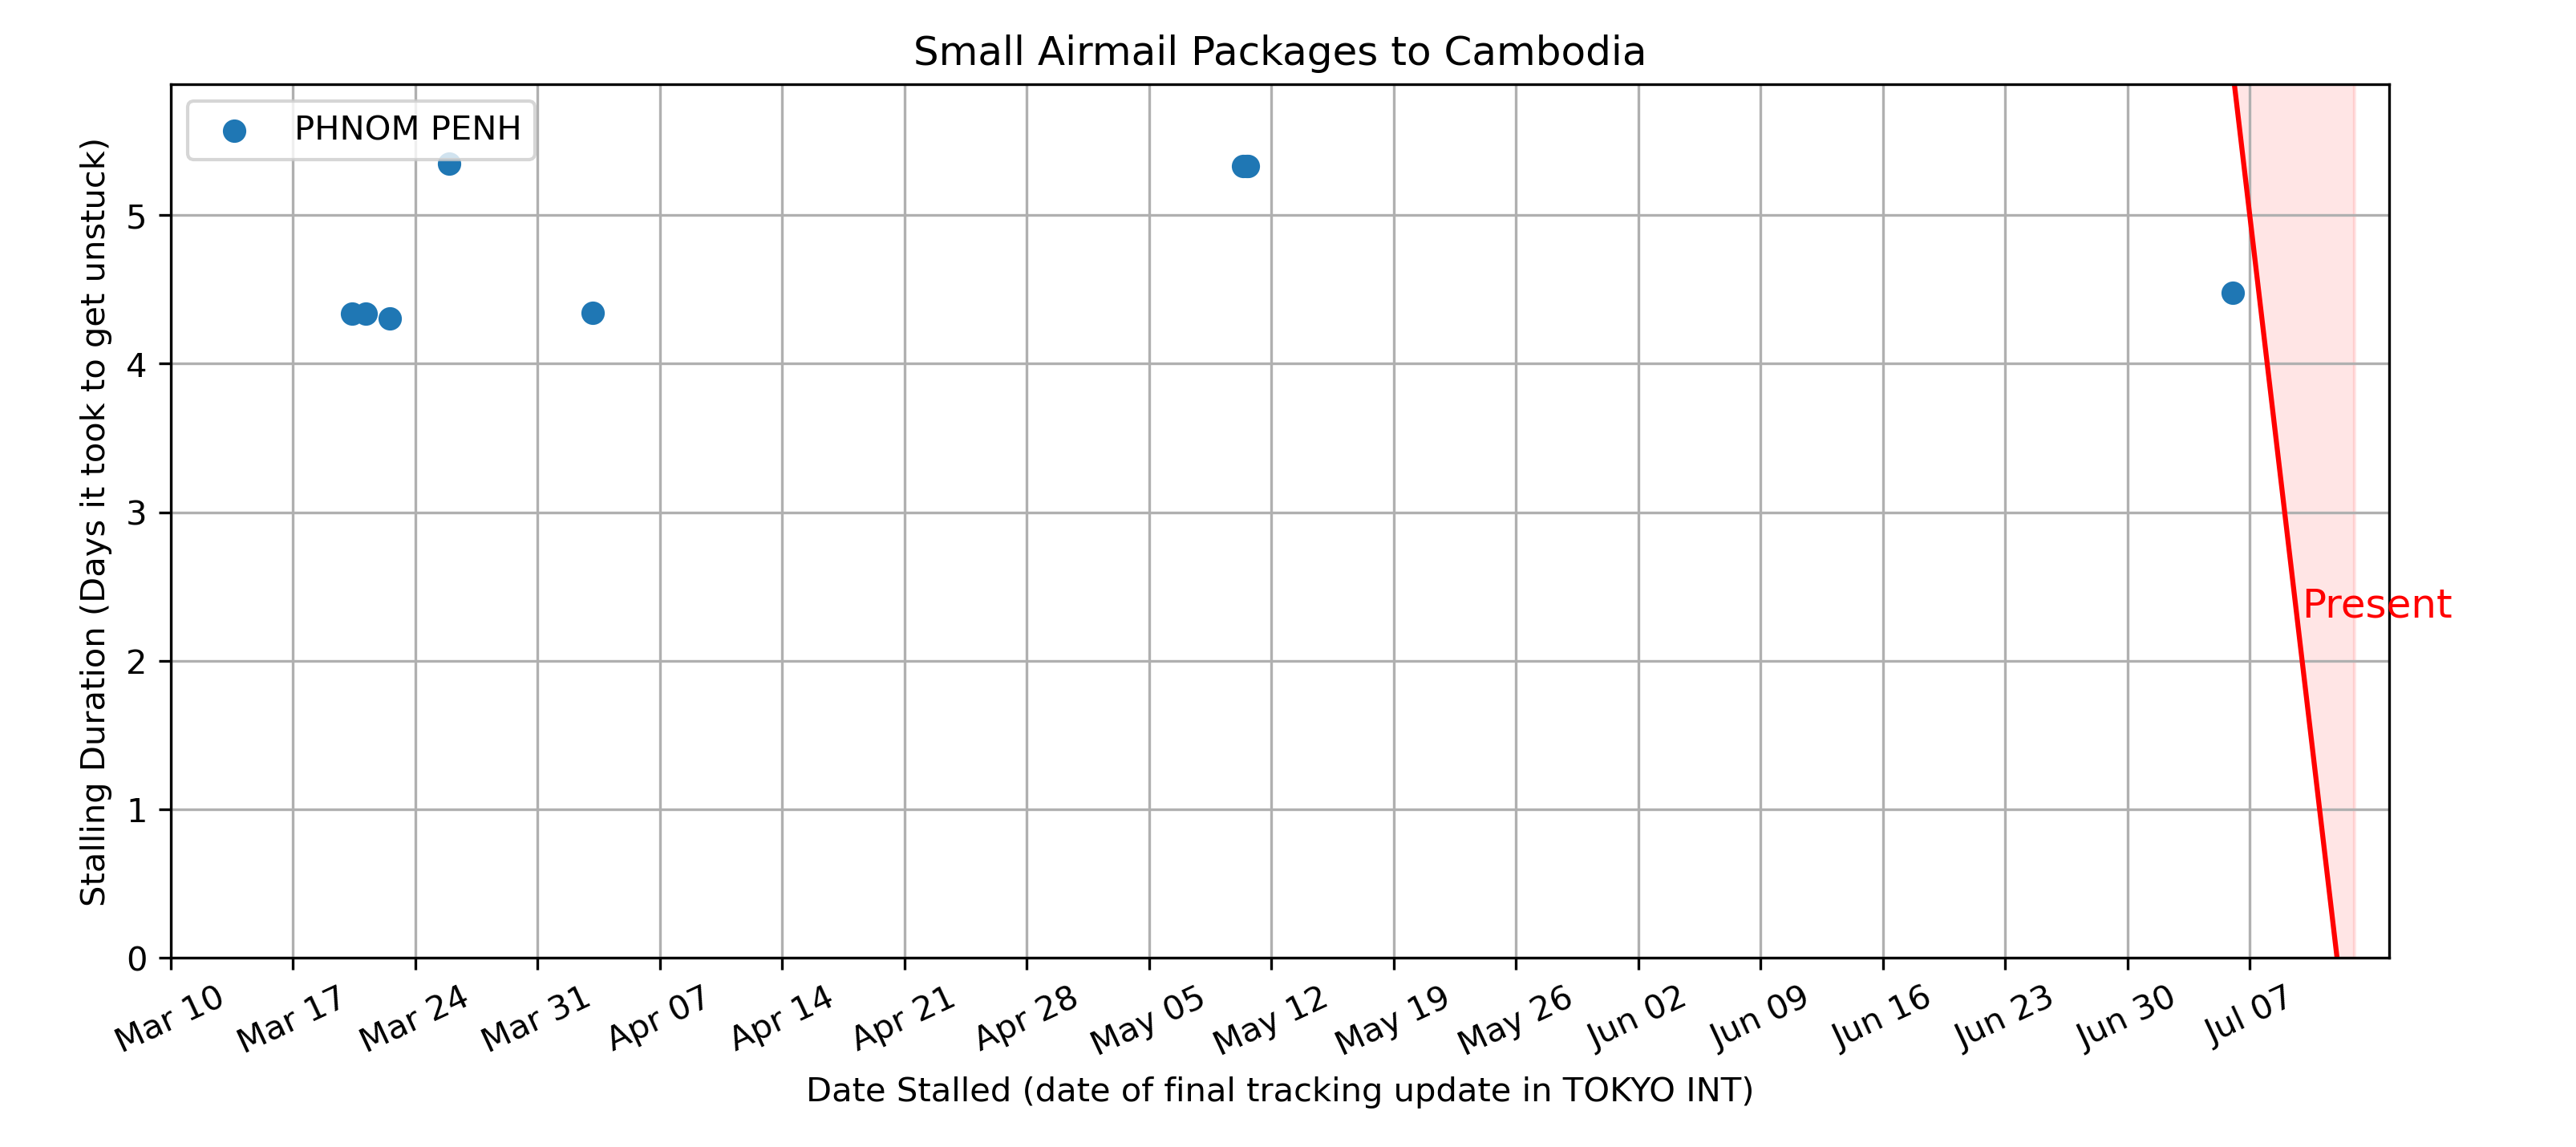 Small Airmail Packages to Cambodia
PHNOM PENH
Stalling Duration (Days it took to get unstuck)
5
4
3
2
1
0
Present
Mar 10
Mar 17
Mar 24
Mar 31
Apr 07
Apr 14
Apr 21
Apr 28
May 05
May 12
May 19
May 26
Jun 02
Jun 09
Jun 16
Jun 23
Jun 30
Jul 07
Date Stalled (date of final tracking update in TOKYO INT)